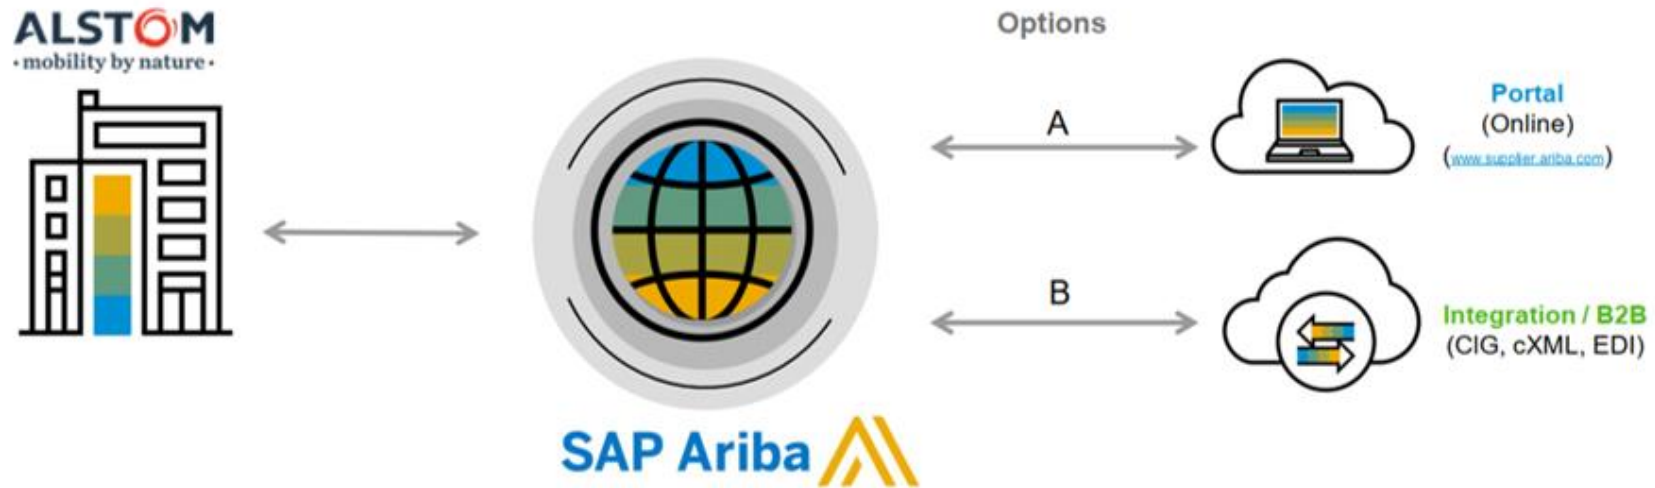 ALSTOM
• mobility by nature •
Options
A
Portal
(Online)
(www.supplier.ariba.com)
B
Integration / B2B
(CIG, cXML, EDI)
SAP Ariba